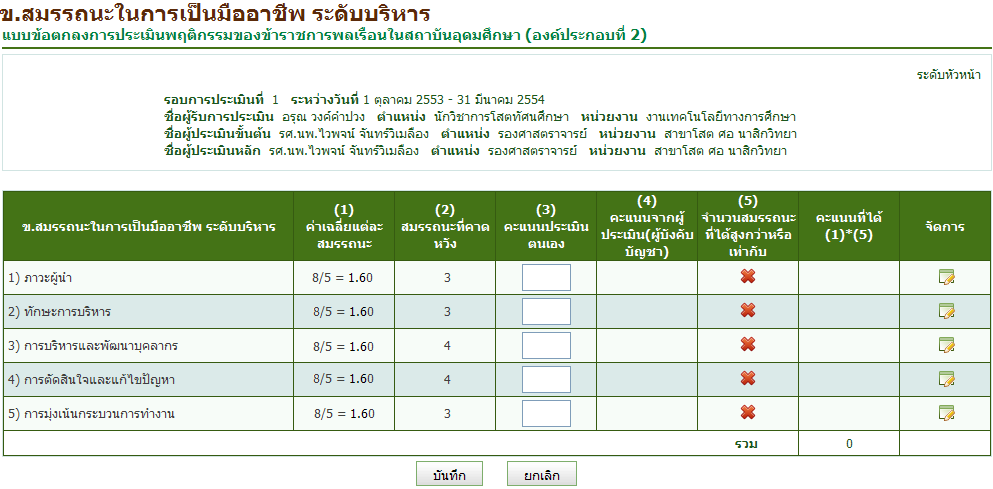 ข.สมรรถนะในการเป็นมืออาชีพ ระดับบริหาร
แบบข้อตกลงการประเมินพฤติกรรมของข้าราชการพลเรือนในสถาบันอุดมศึกษา (องค์ประกอบที่ 2)
ระดับหัวหน้า
รอบการประเมินที่ 1 ระหว่างวันที่ 1 ตุลาคม 2553 - 31 มีนาคม 2554
ชื่อผู้รับการประเมิน อรุณ วงค์คำปวง ตำแหน่ง นักวิชาการโสตทัศนศึกษา หน่วยงาน งานเทคโนโลยีทางการศึกษา
ชื่อผู้ประเมินขั้นต้น รศ.นพ.ไวพจน์ จันทร์วิเมลือง ตำแหน่ง รองศาสตราจารย์ หน่วยงาน สาขาโสต ศอ นาสิกวิทยา
ชื่อผู้ประเมินหลัก รศ.นพ.ไวพจน์ จันทร์วิเมลือง ตำแหน่ง รองศาสตราจารย์ หน่วยงาน สาขาโสต ศอ นาสิกวิทยา
ข.สมรรถนะในการเป็นมืออาชีพ ระดับบริหาร
(1)
ค่าเฉลี่ยแต่ละ
สมรรถนะ
(2)
สมรรถนะที่คาด
หวัง
(3)
คะแนนประเมิน
ตนเอง
(4)
คะแนนจากผู้
ประเมิน(ผู้บังคับ
บัญชา)
(5)
จำนวนสมรรถนะ
ที่ได้สูงกว่าหรือ
เท่ากับ
คะแนนที่ได้
(1)*(5)
จัดการ
1) ภาวะผู้นำ 8/5 = 1.60 3
2) ทักษะการบริหาร 8/5 = 1.60 3
3) การบริหารและพัฒนาบุคลากร 8/5 = 1.60 4
4) การตัดสินใจและแก้ไขปัญหา 8/5 = 1.60 4
5) การมุ่งเน้นกระบวนการทำงาน 8/5 = 1.60 3
รวม 0
บันทึก ยกเลิก